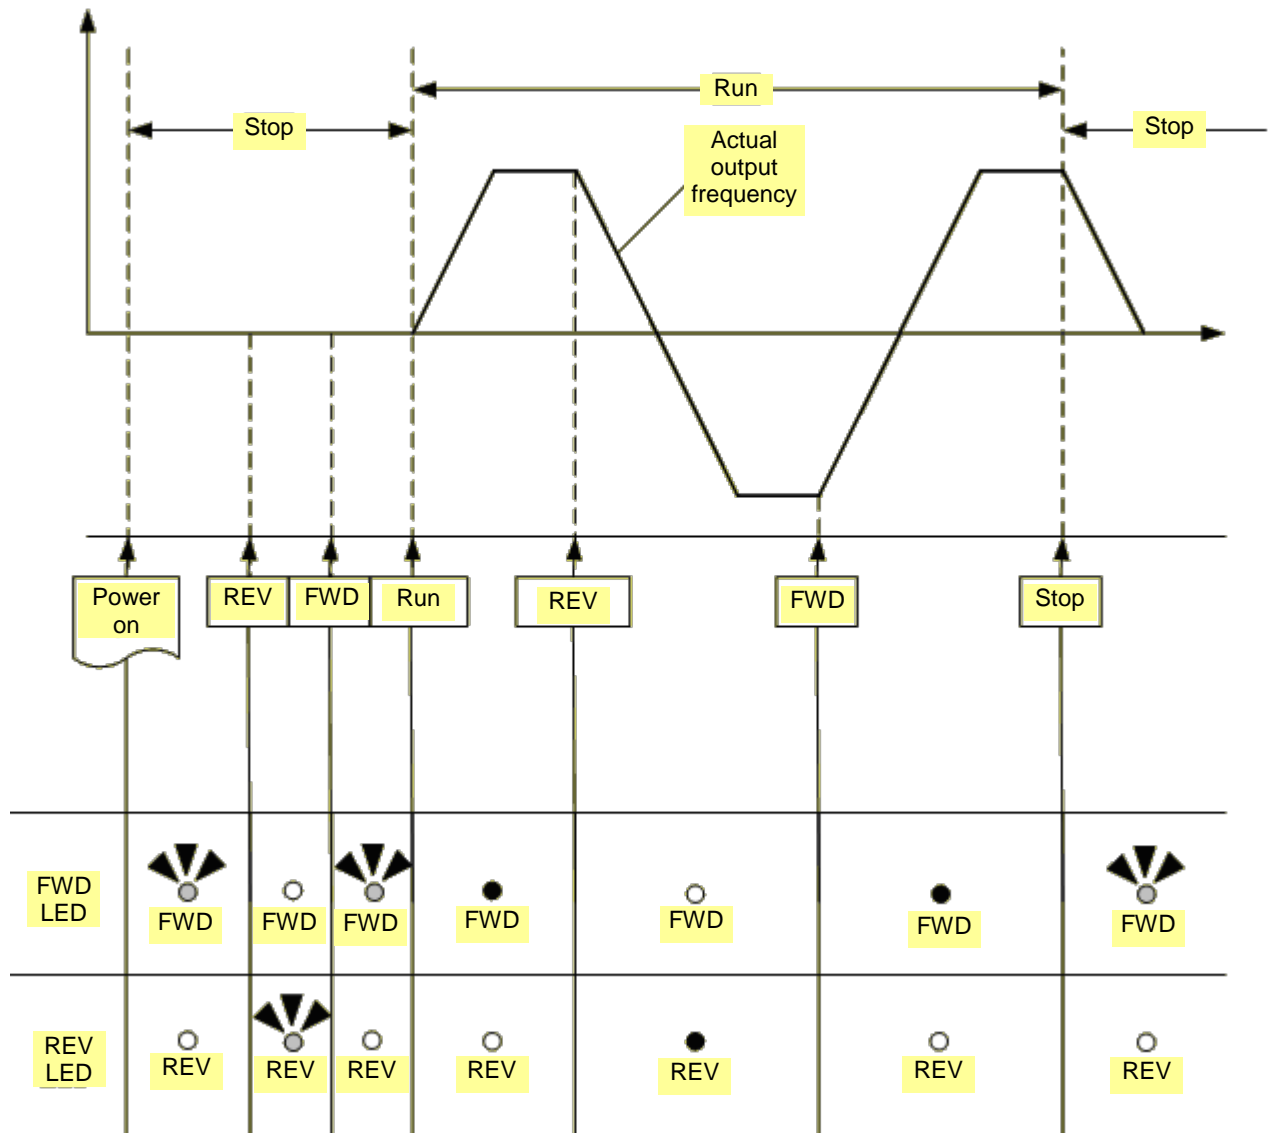 Run
Stop
Stop
Actual
output
frequency
Power
on
REV
FWD
Run
REV
FWD
Stop
FWD
LED
FWD
FWD
FWD
FWD
FWD
FWD
FWD
REV
LED
REV
REV
REV
REV
REV
REV
REV